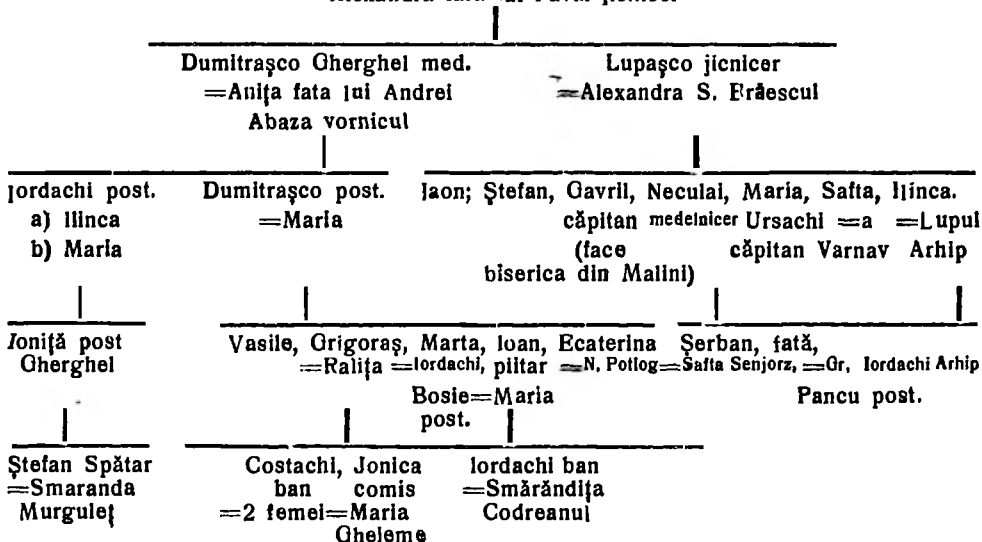 Dumitraşco Gherghel med. Lupaşco jicnicer
=Aniţa fata lui Andrei =Alexandra S. Brăescul
Abaza vornicul
Iordachi post. Dumitraşco post. Iaon; Ştefan, Gavril, Neculai, Maria, Safta, Ilinca.
a) Ilinca =Maria căpitan medelnicer Ursachi =a =Lupul
b) Maria (face căpitan Varnav Arhip
biserica din Malini)
Ioniţă post Vasile, Grigoraş, Marta, Ioan, Ecaterina Şerban, fată,
Gherghel =Raliţa =Iordachi, pitar =N. Potlog =Safta Senjorz, =Gr. Iordachi Arhip
Bosie=Maria Pancu post.
post.
Ştefan Spătar Costachi, Jonica Iordachi ban
=Smaranda ban comis =Smărăndiţa
Murguleţ =2 femei=Maria Codreanul
Gheleme